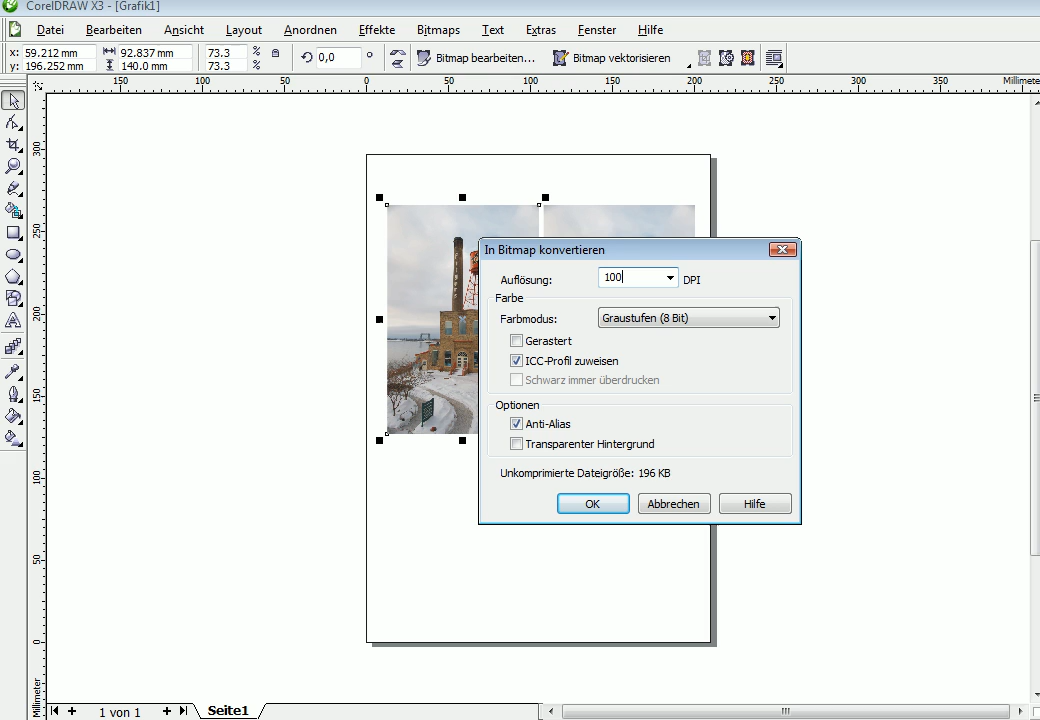 CorelDRAW X3 - [Grafik1]
Datei Bearbeiten Ansicht Layout Anordnen Effekte Bitmaps Text Extras Fenster Hilfe
x: 59.212 mm 92.837 mm 73.3 % 0,0 ° Bitmap bearbeiten... Bitmap vektorisieren
y: 196.252 mm 140.0 mm 73.3 %
150 100 50 0 50 100 150 200 250 300 350 Millimeter
300
250
200
150
100
50
0
Millimeter
In Bitmap konvertieren
Auflösung: 100 DPI
Farbe
Farbmodus: Graustufen (8 Bit)
Gerastert
ICC-Profil zuweisen
Schwarz immer überdrucken
Optionen
Anti-Alias
Transparenter Hintergrund
Unkomprimierte Dateigröße: 196 KB
OK Abbrechen Hilfe
1 von 1 Seite1